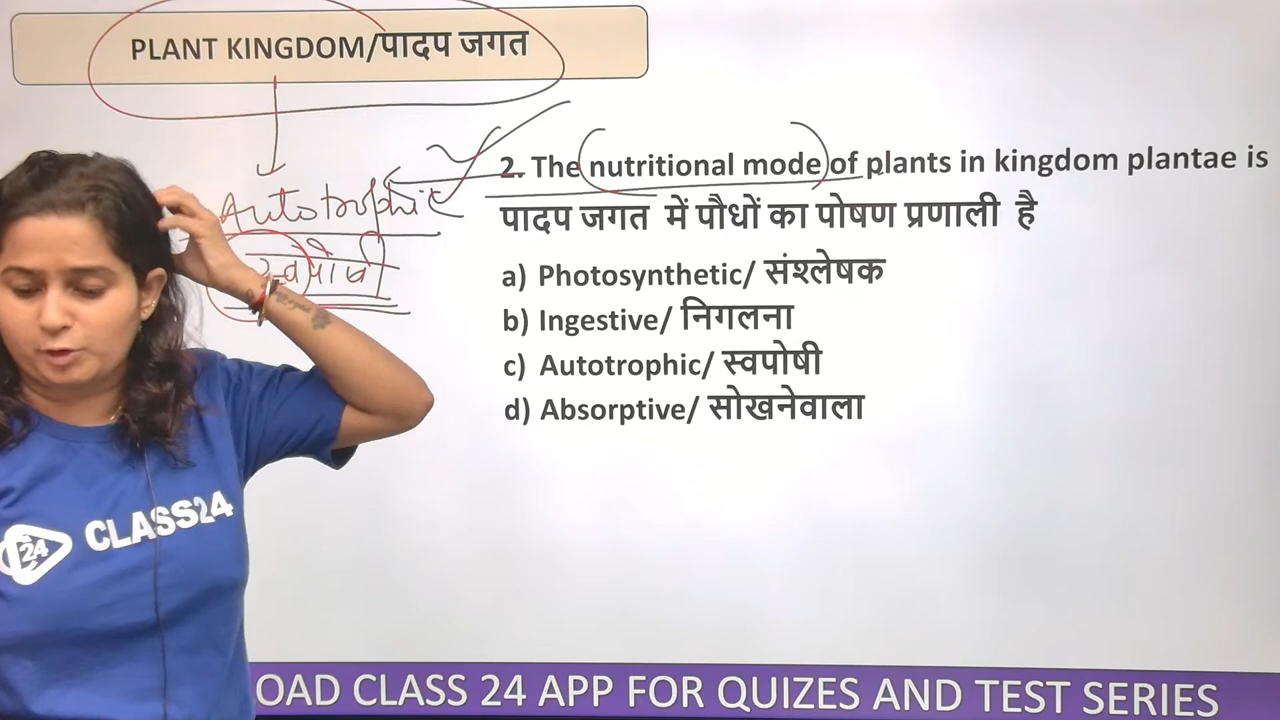 PLANT KINGDOM/पादप जगत
Autotrophic
स्वपोषी
2. The nutritional mode of plants in kingdom plantae is
पादप जगत में पौधों का पोषण प्रणाली है
a) Photosynthetic/ संश्लेषक
b) Ingestive/ निगलना
c) Autotrophic/ स्वपोषी
d) Absorptive/ सोखनेवाला
24 CLASS24
OAD CLASS 24 APP FOR QUIZES AND TEST SERIES